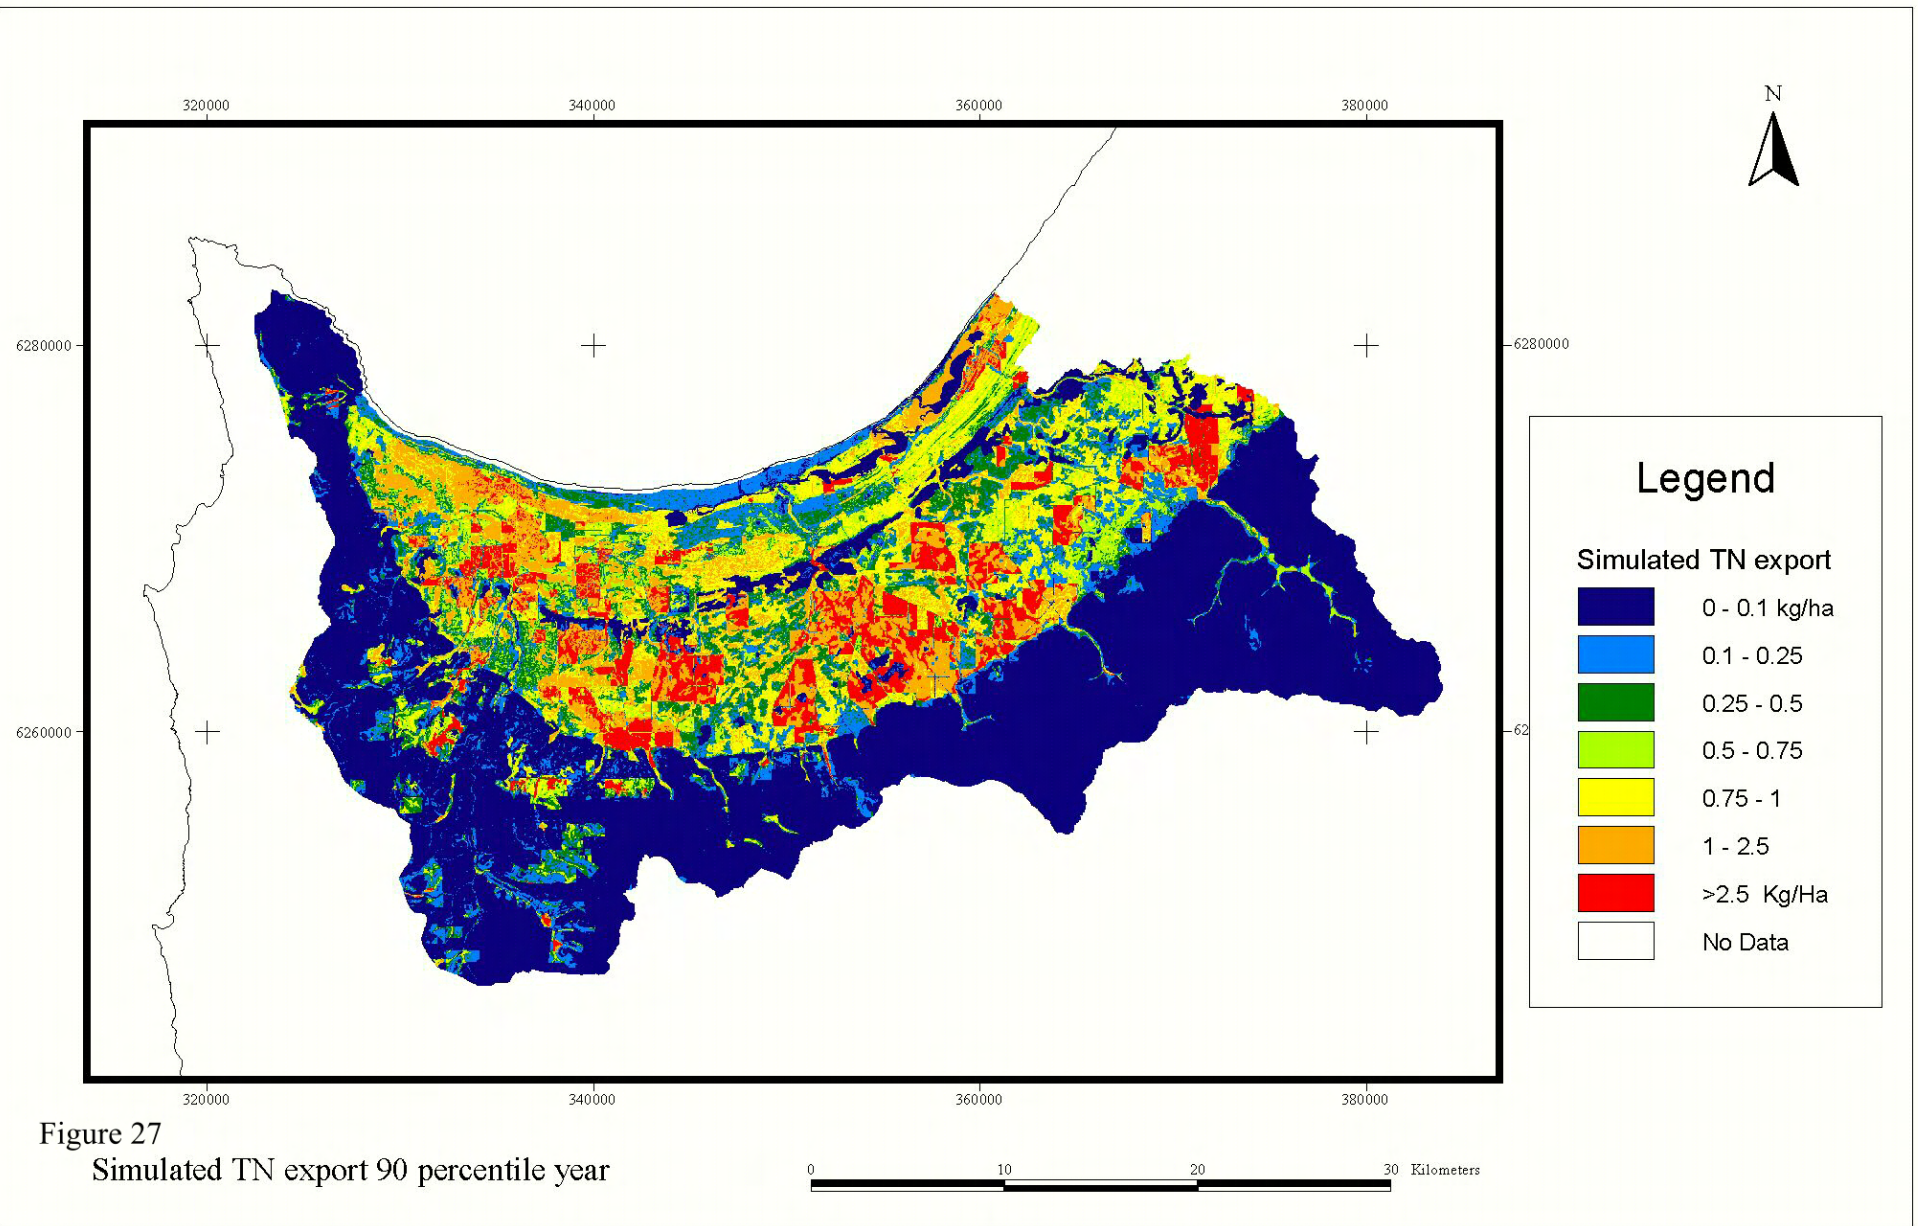 N
320000 340000 360000 380000
6280000 6280000
6260000 62
320000 340000 360000 380000
Legend
Simulated TN export
0 - 0.1 kg/ha
0.1 - 0.25
0.25 - 0.5
0.5 - 0.75
0.75 - 1
1 - 2.5
>2.5 Kg/Ha
No Data
Figure 27
Simulated TN export 90 percentile year
0 10 20 30 Kilometers